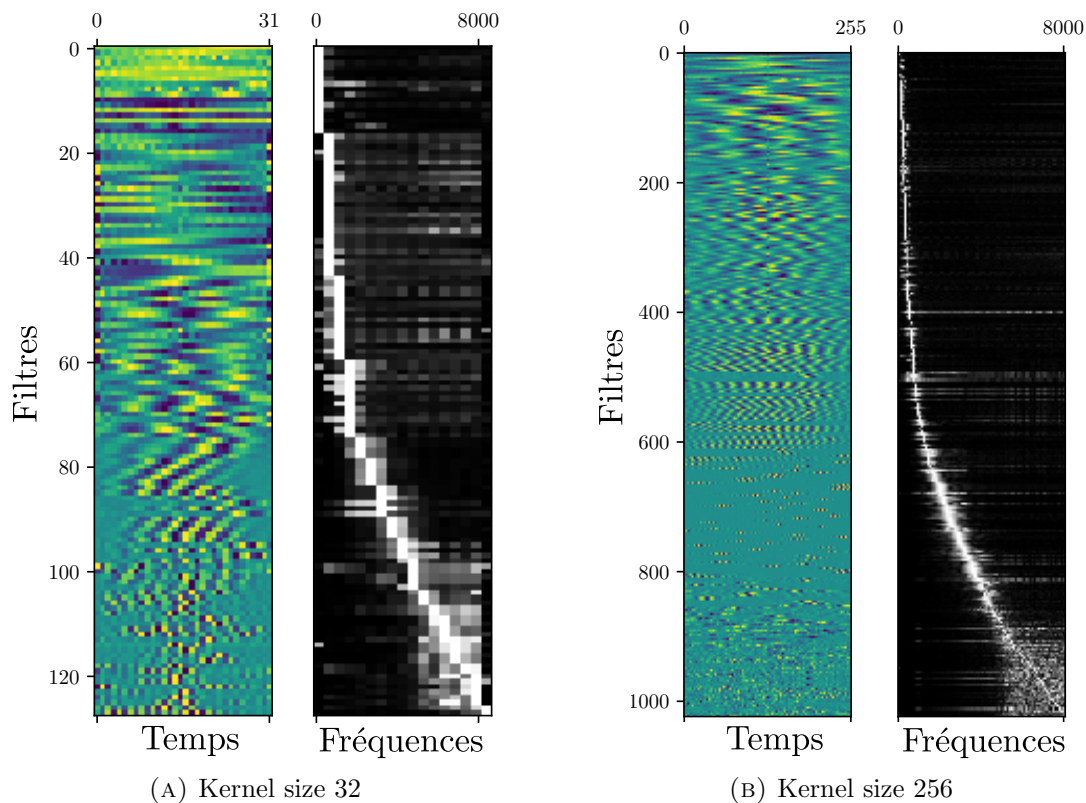 0 31
0 8000
0
20
40
60
80
100
120
Filtres
Temps
Fréquences
(A) Kernel size 32
0 255
0 8000
0
200
400
600
800
1000
Filtres
Temps
Fréquences
(B) Kernel size 256